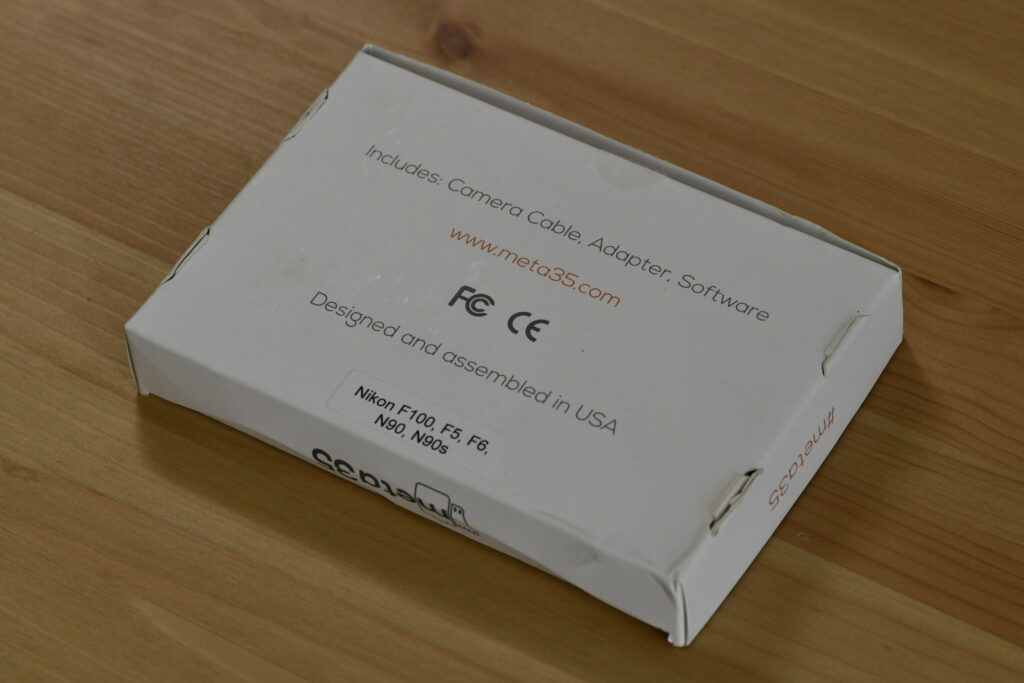 Includes: Camera Cable, Adapter, Software
www.meta35.com
FC CE
Designed and assembled in USA
Nikon F100, F5, F6,
N90, N90s
meta35
#meta35